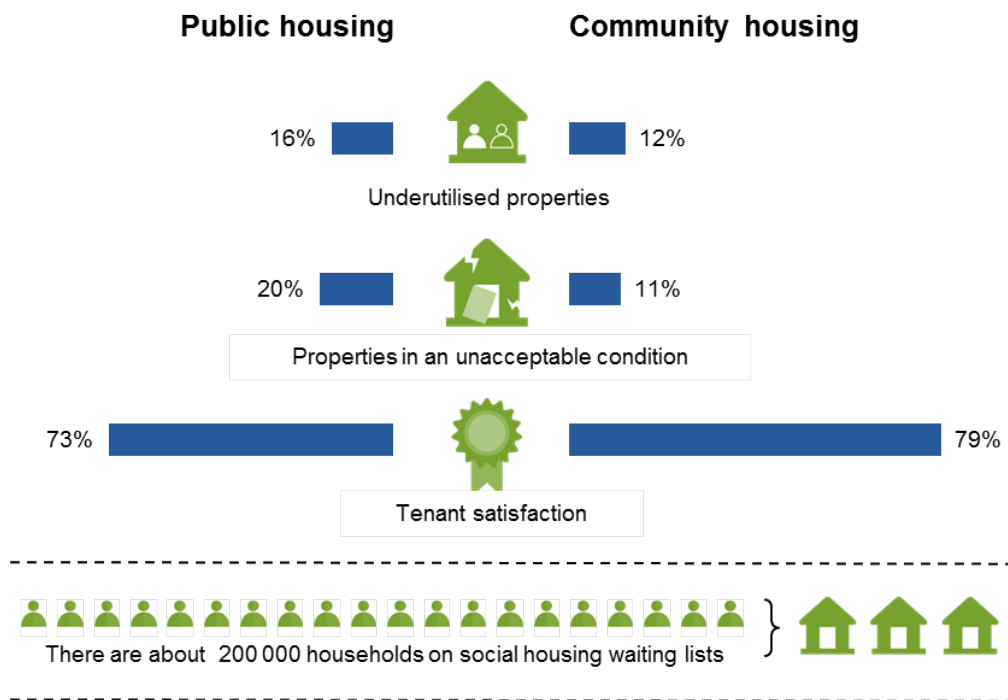 Public housing
Community housing
16%
12%
Underutilised properties
20%
11%
Properties in an unacceptable condition
73%
79%
Tenant satisfaction
There are about 200 000 households on social housing waiting lists